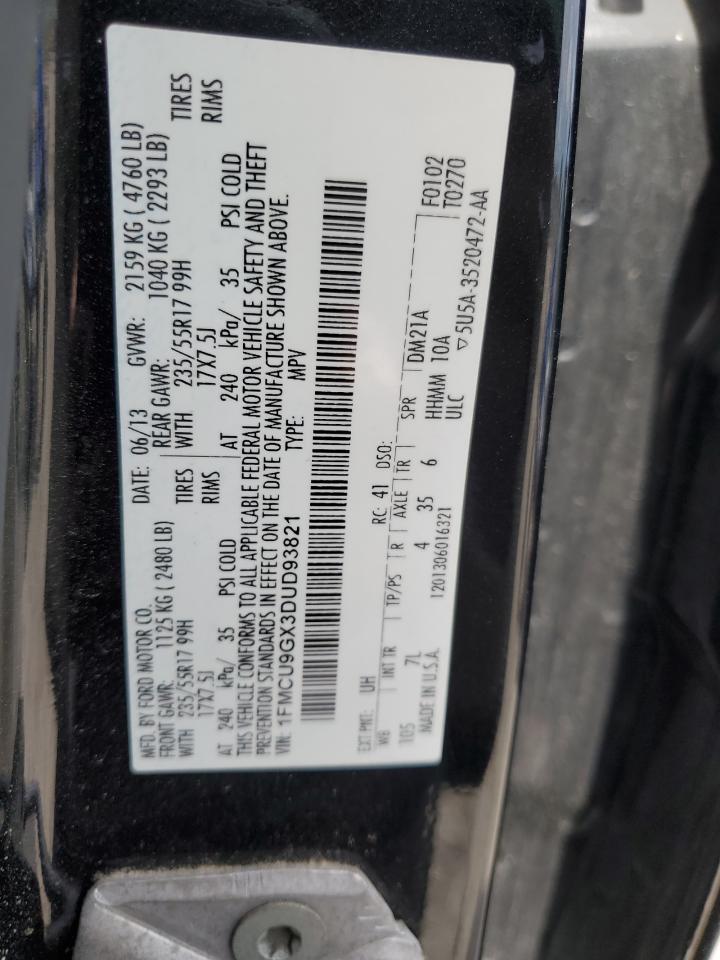 MFD. BY FORD MOTOR CO. DATE: 06/13 GVWR: 2159 KG ( 4760 LB)
FRONT GAWR: 1125 KG ( 2480 LB) REAR GAWR: 1040 KG ( 2293 LB)
WITH 235/55R17 99H TIRES WITH 235/55R17 99H TIRES
17X7.5J RIMS 17X7.5J RIMS
AT 240 kPa/ 35 PSI COLD AT 240 kPa/ 35 PSI COLD
THIS VEHICLE CONFORMS TO ALL APPLICABLE FEDERAL MOTOR VEHICLE SAFETY AND THEFT
PREVENTION STANDARDS IN EFFECT ON THE DATE OF MANUFACTURE SHOWN ABOVE.
VIN: 1FMCU9GX3DUD93821 TYPE: MPV
EXT PNT: UH RC: 41 DSO: F0102
WB INT TR TP/PS R AXLE TR SPR DM21A T0270
105 7L 4 35 6 HHMM 10A
MADE IN U.S.A. 1201306016321 ULC ▽5U5A-3520472-AA